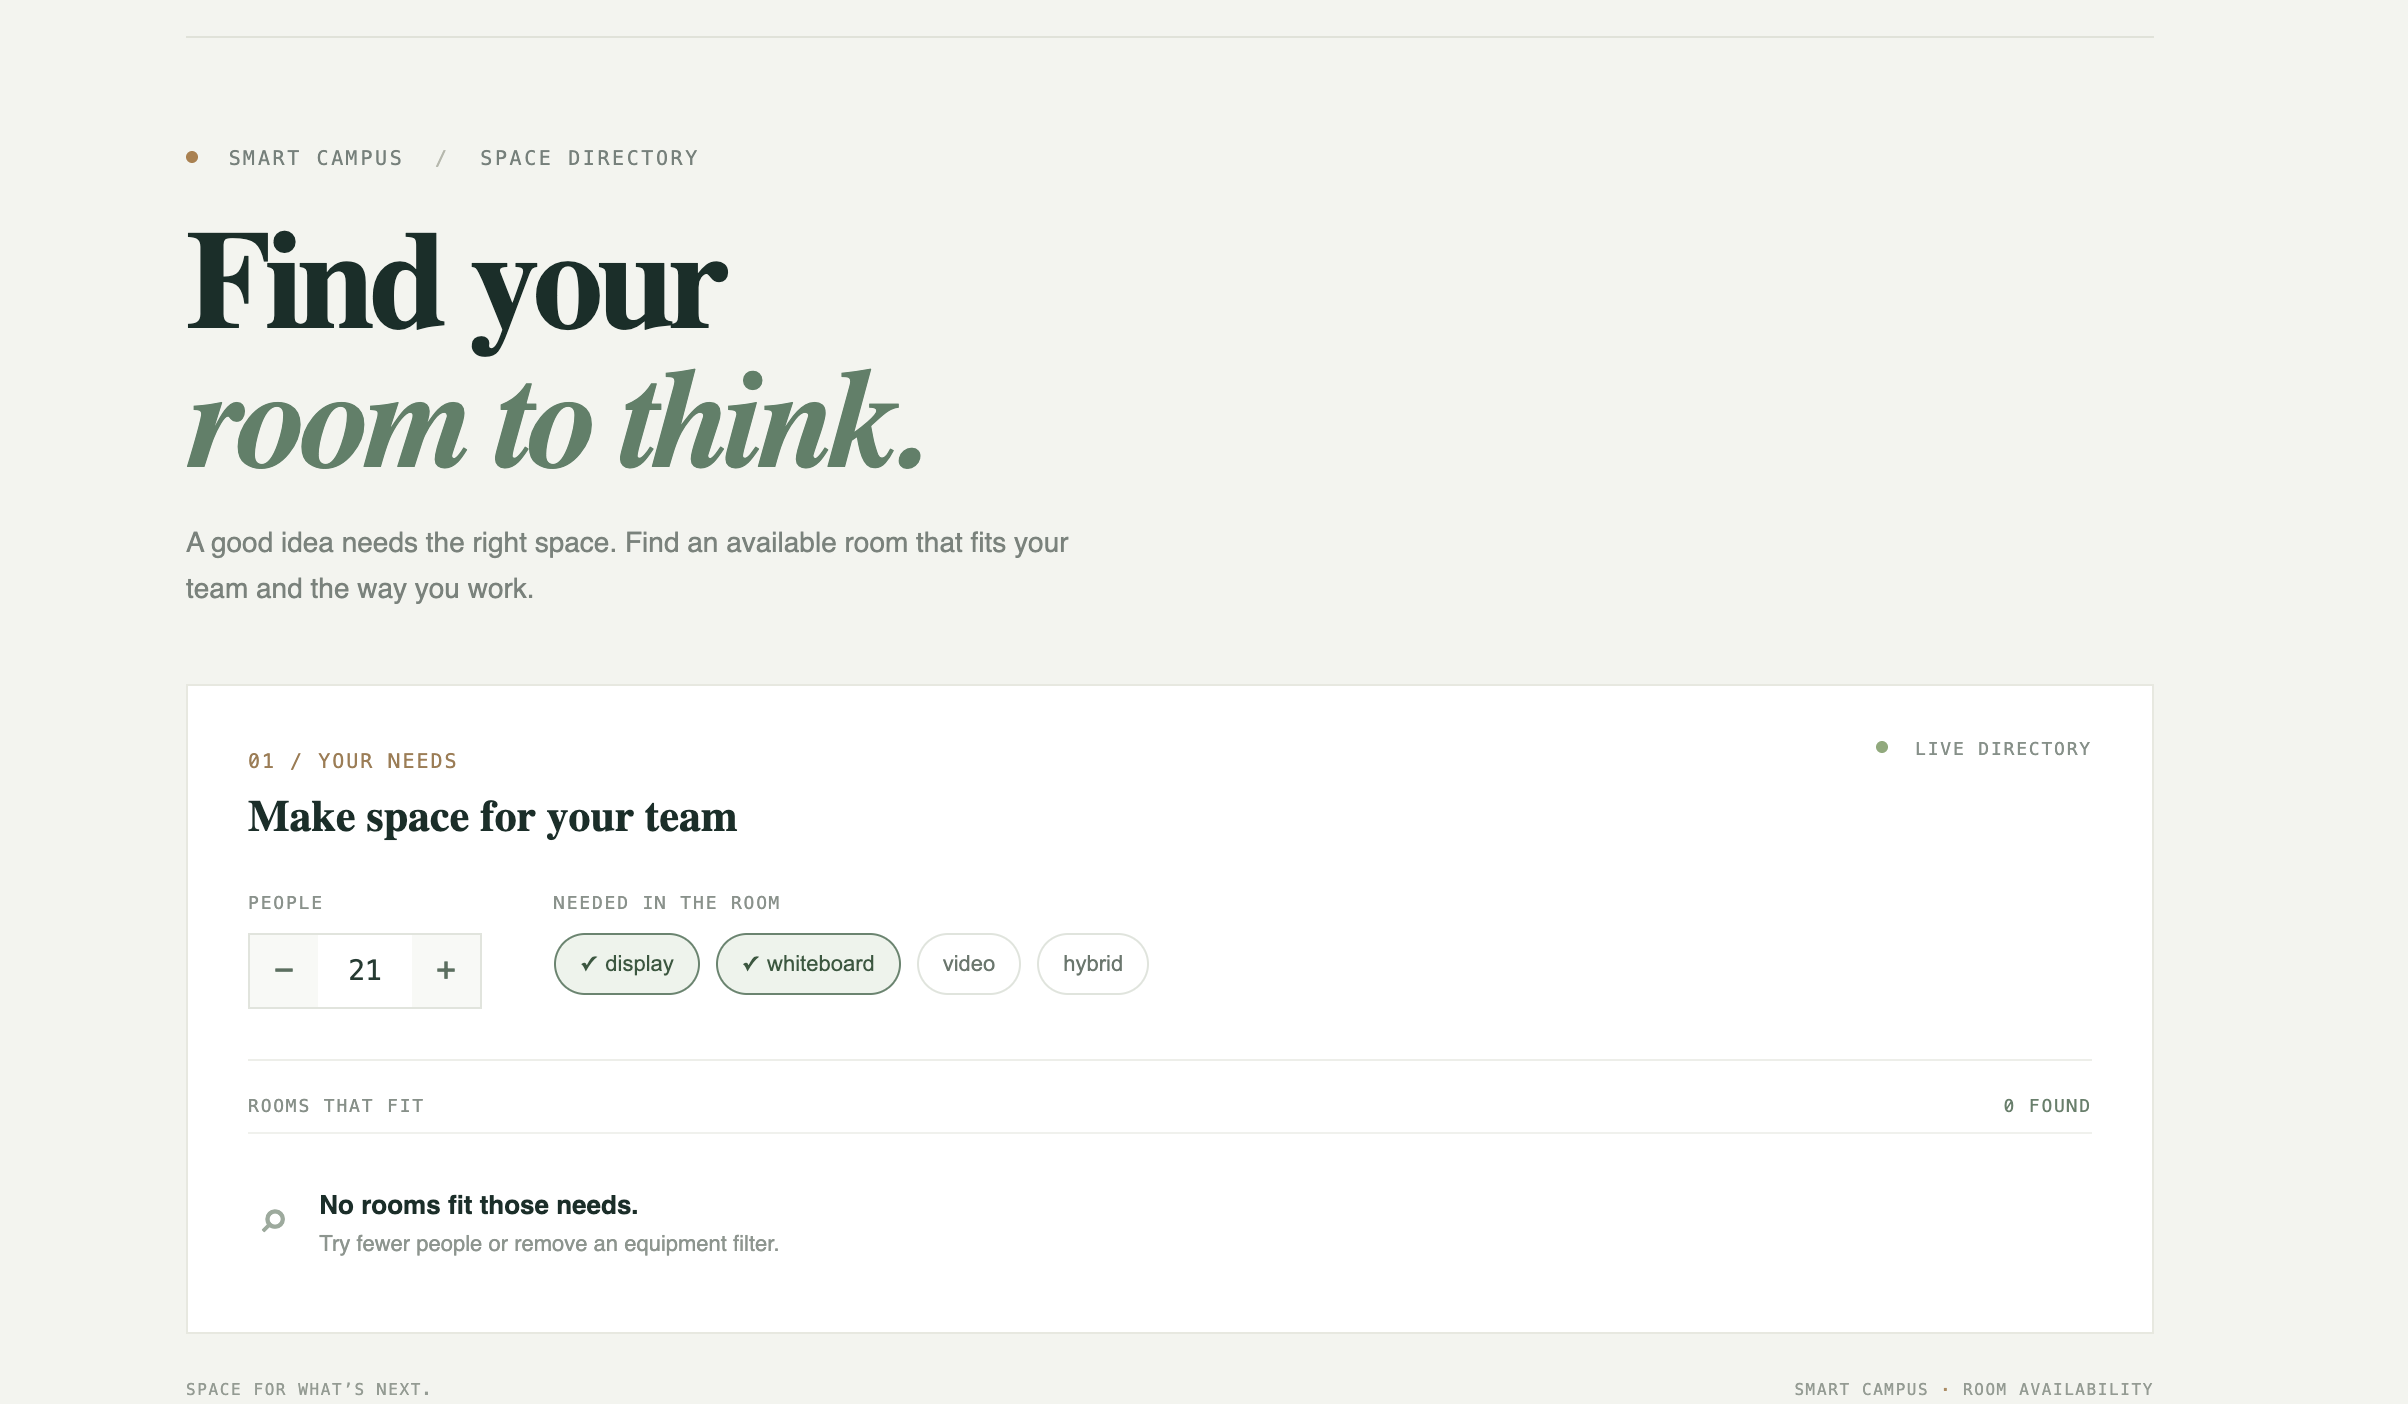 SMART CAMPUS / SPACE DIRECTORY
Find your
room to think.
A good idea needs the right space. Find an available room that fits your
team and the way you work.
01 / YOUR NEEDS
LIVE DIRECTORY
Make space for your team
PEOPLE
NEEDED IN THE ROOM
− 21 +
✓ display ✓ whiteboard video hybrid
ROOMS THAT FIT
0 FOUND
No rooms fit those needs.
Try fewer people or remove an equipment filter.
SPACE FOR WHAT’S NEXT.
SMART CAMPUS · ROOM AVAILABILITY